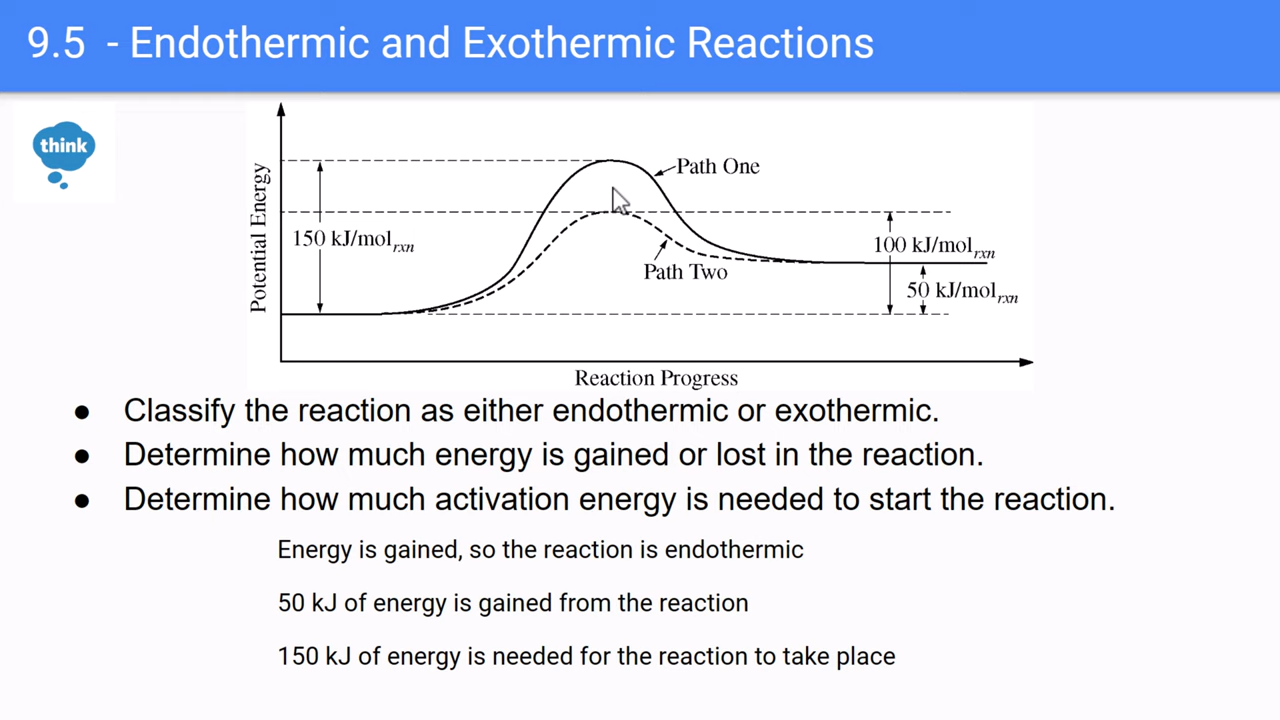 9.5 - Endothermic and Exothermic Reactions
think
Potential Energy
Path One
150 kJ/molrxn
100 kJ/molrxn
Path Two
50 kJ/molrxn
Reaction Progress
● Classify the reaction as either endothermic or exothermic.
● Determine how much energy is gained or lost in the reaction.
● Determine how much activation energy is needed to start the reaction.
Energy is gained, so the reaction is endothermic
50 kJ of energy is gained from the reaction
150 kJ of energy is needed for the reaction to take place